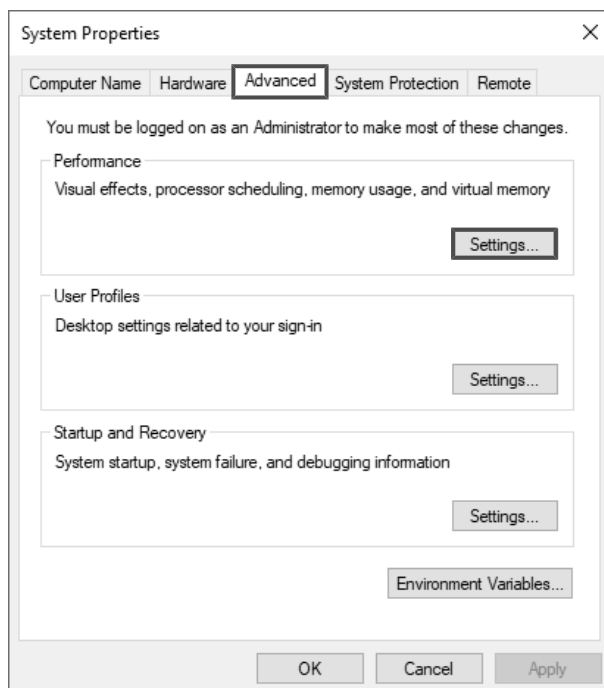 System Properties
Computer Name Hardware Advanced System Protection Remote
You must be logged on as an Administrator to make most of these changes.
Performance
Visual effects, processor scheduling, memory usage, and virtual memory
Settings...
User Profiles
Desktop settings related to your sign-in
Settings...
Startup and Recovery
System startup, system failure, and debugging information
Settings...
Environment Variables...
OK Cancel Apply